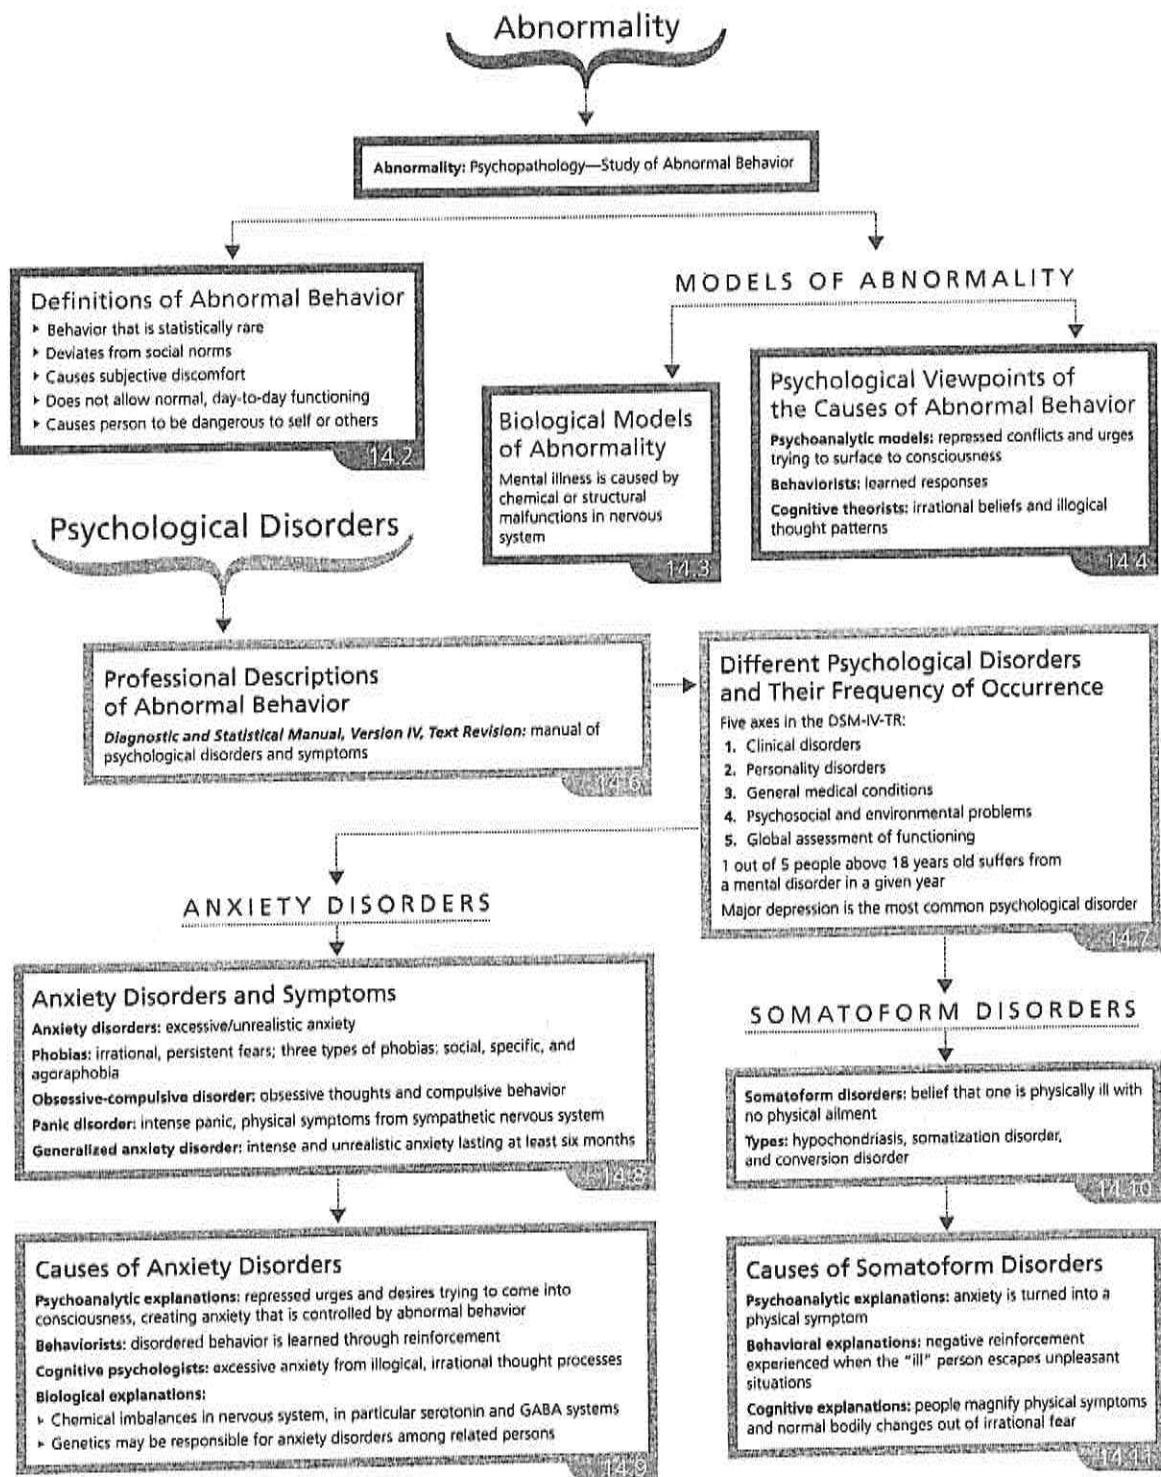 Abnormality
Abnormality: Psychopathology—Study of Abnormal Behavior
Definitions of Abnormal Behavior
▸ Behavior that is statistically rare
▸ Deviates from social norms
▸ Causes subjective discomfort
▸ Does not allow normal, day-to-day functioning
▸ Causes person to be dangerous to self or others
14.2
MODELS OF ABNORMALITY
Biological Models
of Abnormality
Mental illness is caused by
chemical or structural
malfunctions in nervous
system
14.3
Psychological Viewpoints of
the Causes of Abnormal Behavior
Psychoanalytic models: repressed conflicts and urges
trying to surface to consciousness
Behaviorists: learned responses
Cognitive theorists: irrational beliefs and illogical
thought patterns
14.4
Psychological Disorders
Professional Descriptions
of Abnormal Behavior
Diagnostic and Statistical Manual, Version IV, Text Revision: manual of
psychological disorders and symptoms
14.6
Different Psychological Disorders
and Their Frequency of Occurrence
Five axes in the DSM-IV-TR:
1. Clinical disorders
2. Personality disorders
3. General medical conditions
4. Psychosocial and environmental problems
5. Global assessment of functioning
1 out of 5 people above 18 years old suffers from
a mental disorder in a given year
Major depression is the most common psychological disorder
14.7
ANXIETY DISORDERS
Anxiety Disorders and Symptoms
Anxiety disorders: excessive/unrealistic anxiety
Phobias: irrational, persistent fears; three types of phobias: social, specific, and
agoraphobia
Obsessive-compulsive disorder: obsessive thoughts and compulsive behavior
Panic disorder: intense panic, physical symptoms from sympathetic nervous system
Generalized anxiety disorder: intense and unrealistic anxiety lasting at least six months
14.8
Causes of Anxiety Disorders
Psychoanalytic explanations: repressed urges and desires trying to come into
consciousness, creating anxiety that is controlled by abnormal behavior
Behaviorists: disordered behavior is learned through reinforcement
Cognitive psychologists: excessive anxiety from illogical, irrational thought processes
Biological explanations:
▸ Chemical imbalances in nervous system, in particular serotonin and GABA systems
▸ Genetics may be responsible for anxiety disorders among related persons
14.9
SOMATOFORM DISORDERS
Somatoform disorders: belief that one is physically ill with
no physical ailment
Types: hypochondriasis, somatization disorder,
and conversion disorder
14.10
Causes of Somatoform Disorders
Psychoanalytic explanations: anxiety is turned into a
physical symptom
Behavioral explanations: negative reinforcement
experienced when the "ill" person escapes unpleasant
situations
Cognitive explanations: people magnify physical symptoms
and normal bodily changes out of irrational fear
14.11